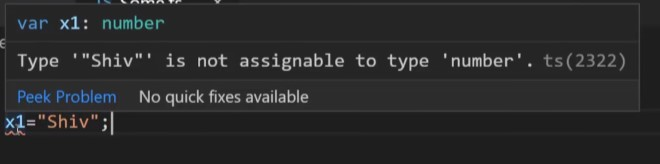 var x1: number
Type '"Shiv"' is not assignable to type 'number'. ts(2322)
Peek Problem No quick fixes available
x1="Shiv";